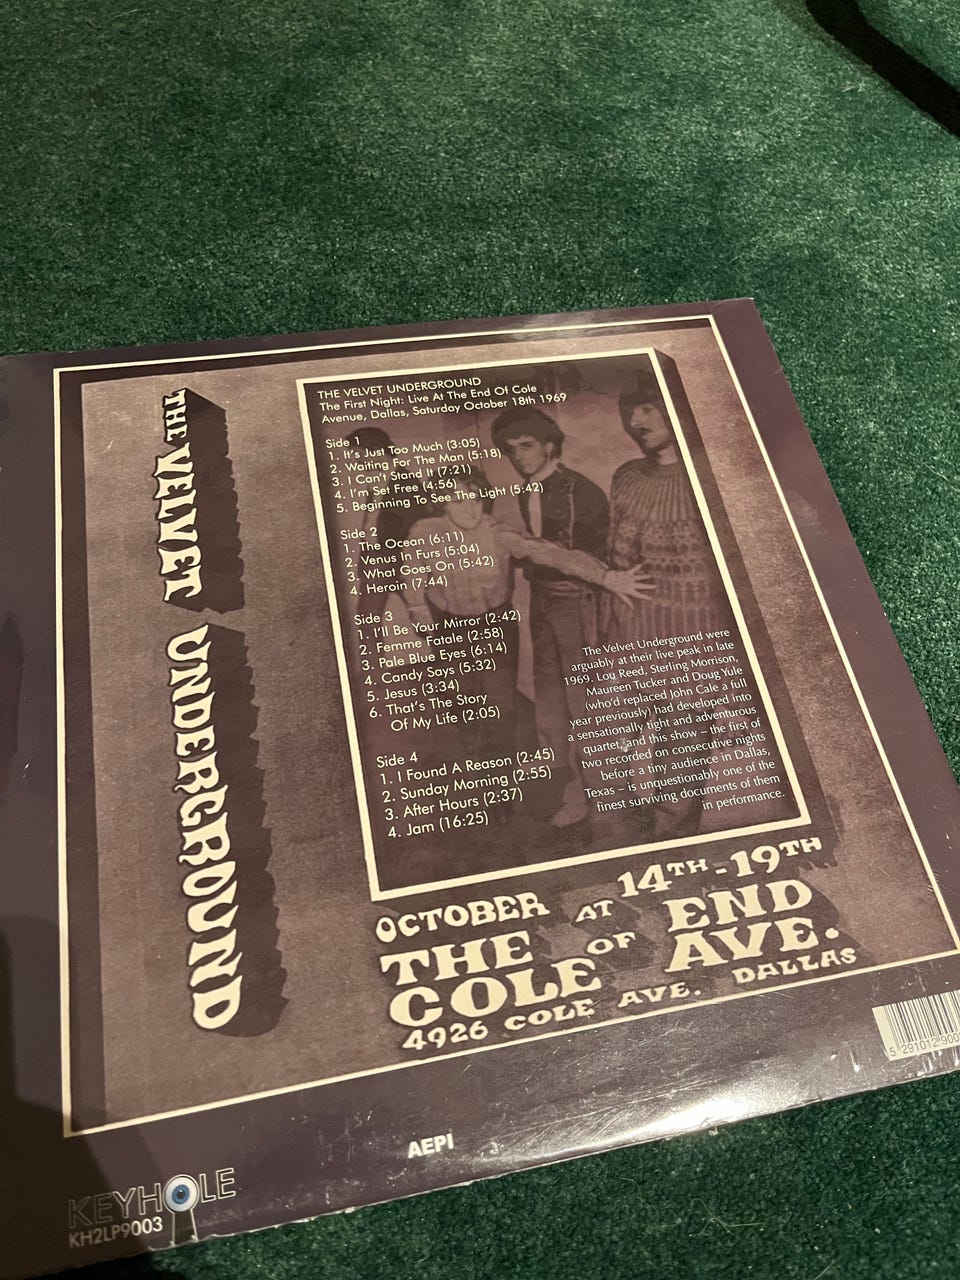 THE VELVET UNDERGROUND
THE VELVET UNDERGROUND
The First Night: Live At The End Of Cole
Avenue, Dallas, Saturday October 18th 1969
Side 1
1. It's Just Too Much (3:05)
2. Waiting For The Man (5:18)
3. I Can't Stand It (7:21)
4. I'm Set Free (4:56)
5. Beginning To See The Light (5:42)
Side 2
1. The Ocean (6:11)
2. Venus In Furs (5:04)
3. What Goes On (5:42)
4. Heroin (7:44)
Side 3
1. I'll Be Your Mirror (2:42)
2. Femme Fatale (2:58)
3. Pale Blue Eyes (6:14)
4. Candy Says (5:32)
5. Jesus (3:34)
6. That's The Story
Of My Life (2:05)
Side 4
1. I Found A Reason (2:45)
2. Sunday Morning (2:55)
3. After Hours (2:37)
4. Jam (16:25)
The Velvet Underground were
arguably at their live peak in late
1969. Lou Reed, Sterling Morrison,
Maureen Tucker and Doug Yule
(who'd replaced John Cale a full
year previously) had developed into
a sensationally tight and adventurous
quartet, and this show – the first of
two recorded on consecutive nights
before a tiny audience in Dallas,
Texas – is unquestionably one of the
finest surviving documents of them
in performance.
OCTOBER 14TH-19TH
AT
THE END
OF
COLE AVE.
4926 COLE AVE. DALLAS
5 291012 900
AEPI
KEYHOLE
KH2LP9003